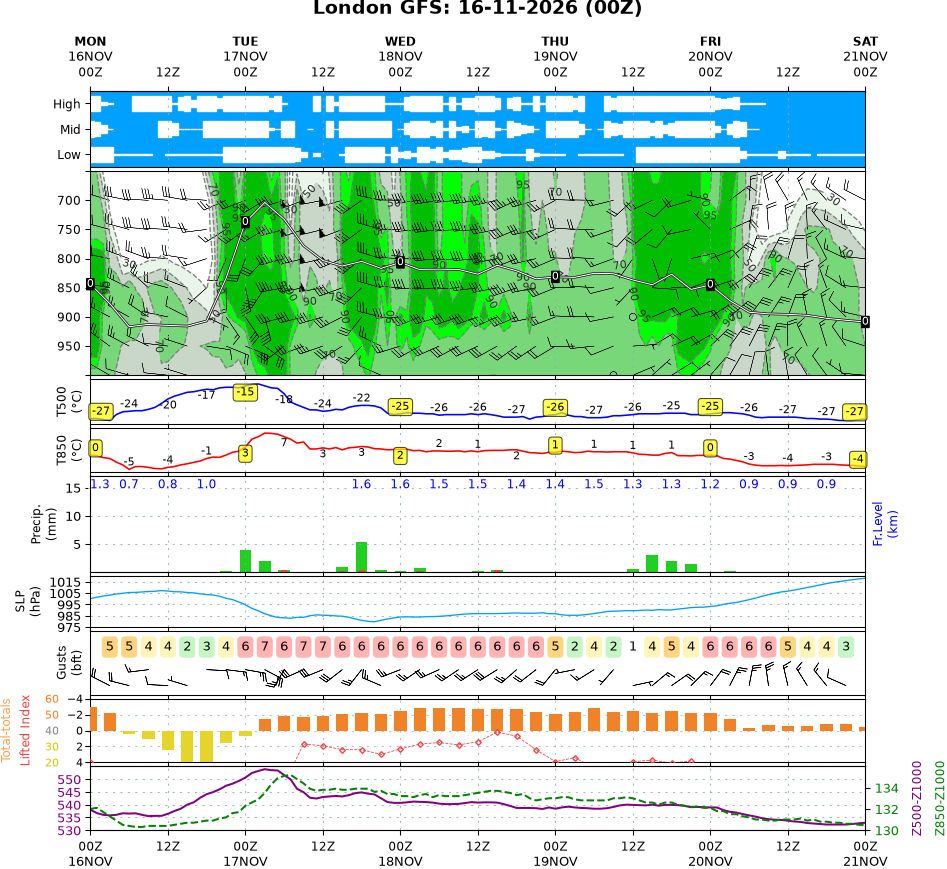 London GFS: 16-11-2026 (00Z)
MON TUE WED THU FRI SAT
16NOV 17NOV 18NOV 19NOV 20NOV 21NOV
00Z 12Z 00Z 12Z 00Z 12Z 00Z 12Z 00Z 12Z 00Z
High
Mid
Low
700
750
800
850
900
950
0 0 0 0 0 0
T500 (°C)
-27 -24 -20 -17 -15 -18 -24 -22 -25 -26 -26 -27 -26 -27 -26 -25 -25 -26 -27 -27 -27
T850 (°C)
0 -5 -4 -1 3 7 3 3 2 2 1 2 1 1 1 1 0 -3 -4 -3 -4
1.3 0.7 0.8 1.0 1.6 1.6 1.5 1.5 1.4 1.4 1.5 1.3 1.3 1.2 0.9 0.9 0.9
Precip. (mm)
15
10
5
Fr.Level (km)
SLP (hPa)
1015
1005
995
985
975
Gusts (bft)
5 5 4 4 2 3 4 6 7 6 7 7 6 6 6 6 6 6 6 6 6 6 6 5 2 4 2 1 4 5 4 6 6 6 6 5 4 4 3
Total-totals
Lifted Index
60 −4
50 −2
40 0
30 2
20 4
550
545
540
535
530
134
132
130
Z500-Z1000
Z850-Z1000
00Z 12Z 00Z 12Z 00Z 12Z 00Z 12Z 00Z 12Z 00Z
16NOV 17NOV 18NOV 19NOV 20NOV 21NOV